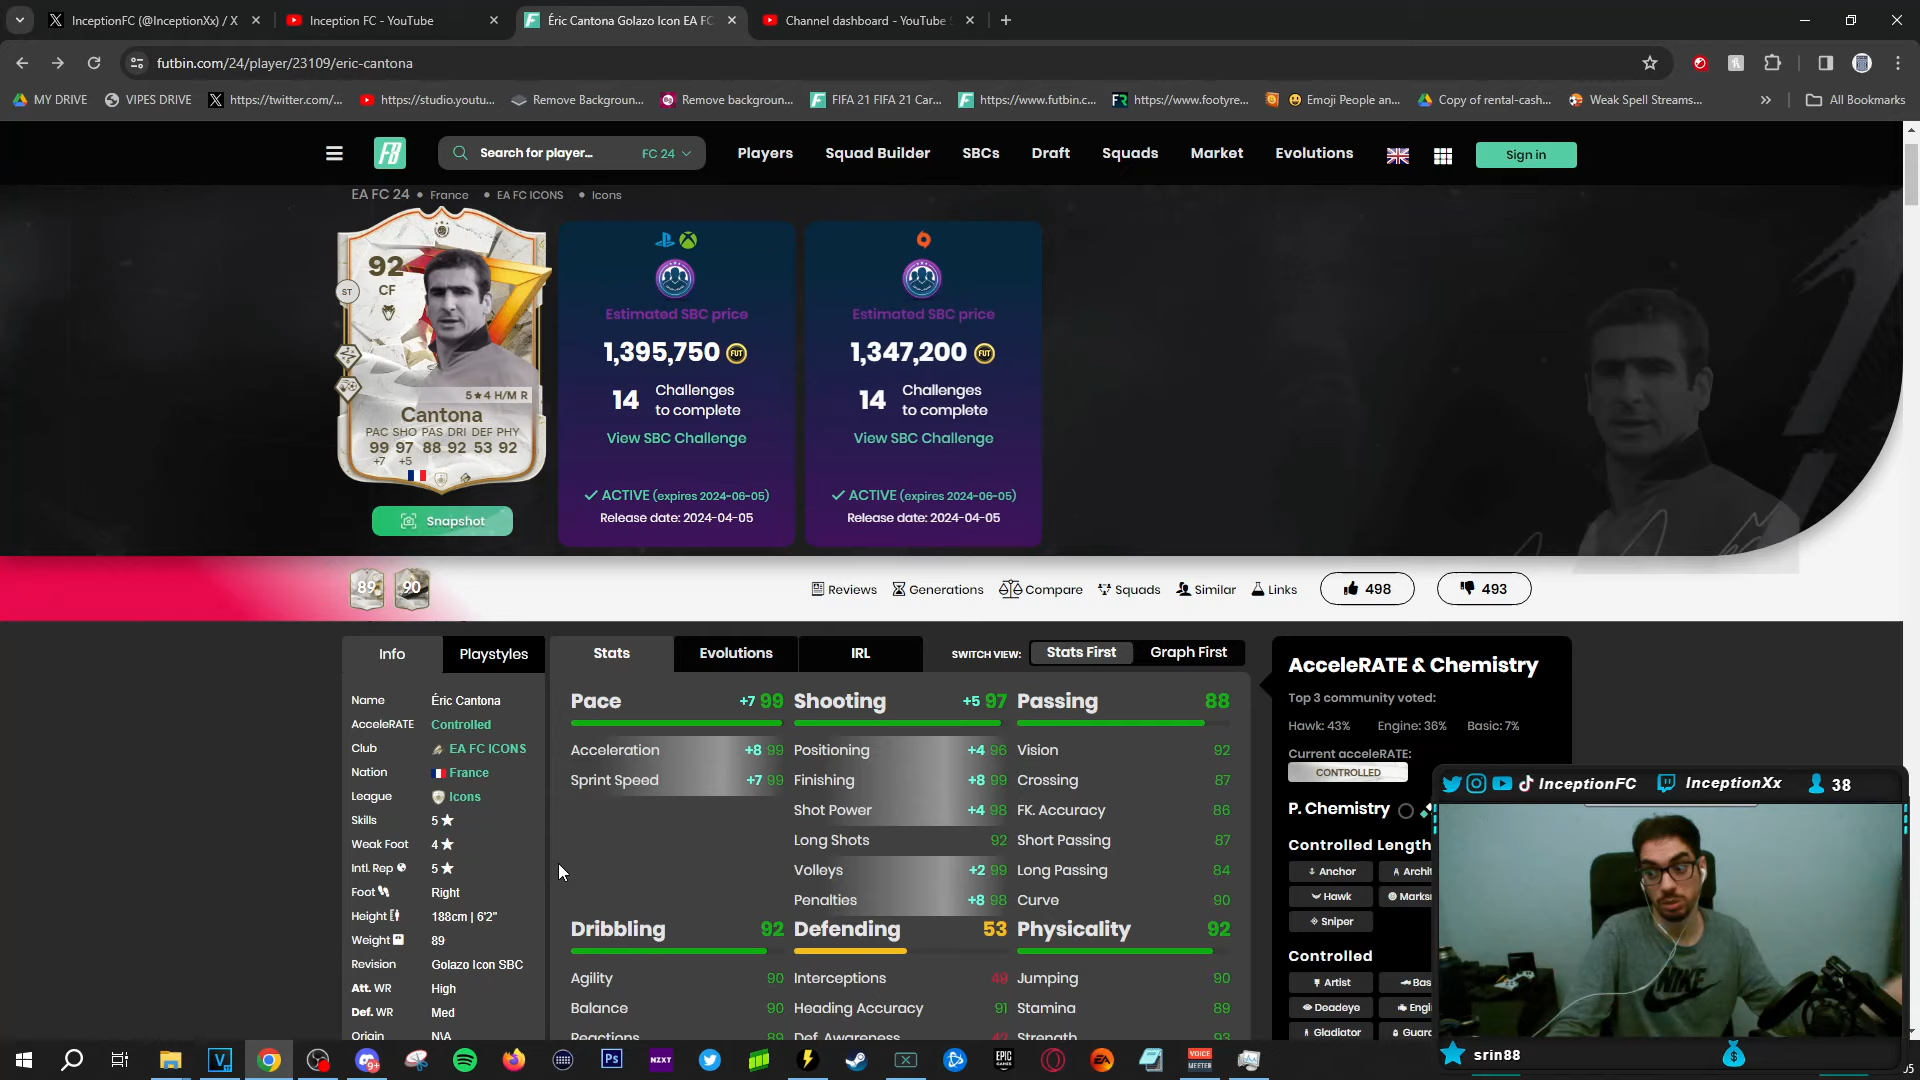 InceptionFC (@InceptionXx) / X
Inception FC - YouTube
Éric Cantona Golazo Icon EA FC
Channel dashboard - YouTube S
futbin.com/24/player/23109/eric-cantona
MY DRIVE
VIPES DRIVE
https://twitter.com/...
https://studio.youtu...
Remove Backgroun...
Remove backgroun...
FIFA 21 FIFA 21 Car...
https://www.futbin.c...
https://www.footyre...
Emoji People an...
Copy of rental-cash...
Weak Spell Streams...
All Bookmarks
Search for player...
FC 24
Players
Squad Builder
SBCs
Draft
Squads
Market
Evolutions
Sign in
EA FC 24 • France • EA FC ICONS • Icons
92
CF
ST
5★4 H/M R
Cantona
PAC SHO PAS DRI DEF PHY
99 97 88 92 53 92
+7 +5
Snapshot
Estimated SBC price
1,395,750
14 Challenges to complete
View SBC Challenge
ACTIVE (expires 2024-06-05)
Release date: 2024-04-05
Estimated SBC price
1,347,200
14 Challenges to complete
View SBC Challenge
ACTIVE (expires 2024-06-05)
Release date: 2024-04-05
89
90
Reviews
Generations
Compare
Squads
Similar
Links
498
493
Info
Playstyles
Name Éric Cantona
AcceleRATE Controlled
Club EA FC ICONS
Nation France
League Icons
Skills 5 ★
Weak Foot 4 ★
Intl. Rep 5 ★
Foot Right
Height 188cm | 6'2"
Weight 89
Revision Golazo Icon SBC
Att. WR High
Def. WR Med
Origin N\A
Stats
Evolutions
IRL
SWITCH VIEW:
Stats First
Graph First
Pace +7 99
Acceleration +8 99
Sprint Speed +7 99
Shooting +5 97
Positioning +4 96
Finishing +8 99
Shot Power +4 98
Long Shots 92
Volleys +2 99
Penalties +8 98
Passing 88
Vision 92
Crossing 87
FK. Accuracy 86
Short Passing 87
Long Passing 84
Curve 90
Dribbling 92
Agility 90
Balance 90
Reactions 89
Defending 53
Interceptions 49
Heading Accuracy 91
Def. Awareness 42
Physicality 92
Jumping 90
Stamina 89
Strength 93
AcceleRATE & Chemistry
Top 3 community voted:
Hawk: 43% Engine: 36% Basic: 7%
Current acceleRATE:
CONTROLLED
P. Chemistry
Controlled Length
Anchor
Archit
Hawk
Marks
Sniper
Controlled
Artist
Bas
Deadeye
Engi
Gladiator
Guar
InceptionFC
InceptionXx
38
NIKE
srin88
9+
Ps
NZXT
EPIC GAMES
EA
VOICE MEETER
05